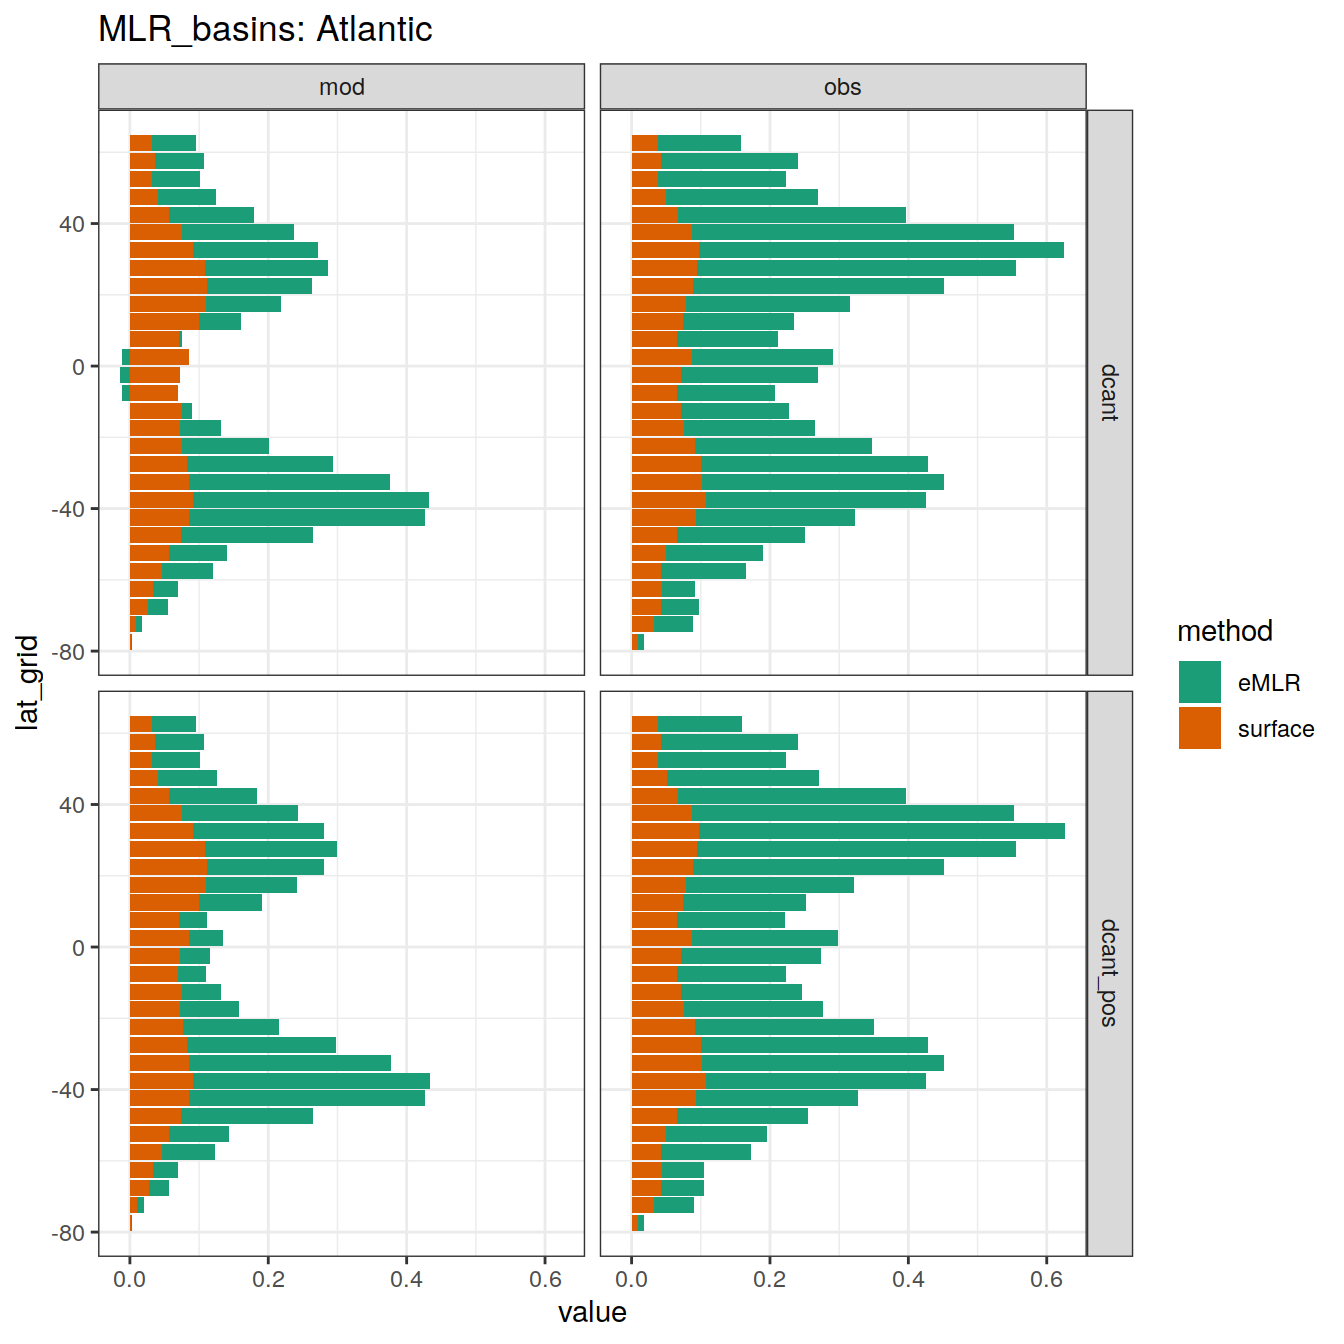 MLR_basins: Atlantic
mod
obs
40
0
-40
-80
dcant
lat_grid
40
0
-40
-80
dcant_pos
0.0 0.2 0.4 0.6
0.0 0.2 0.4 0.6
value
method
eMLR
surface